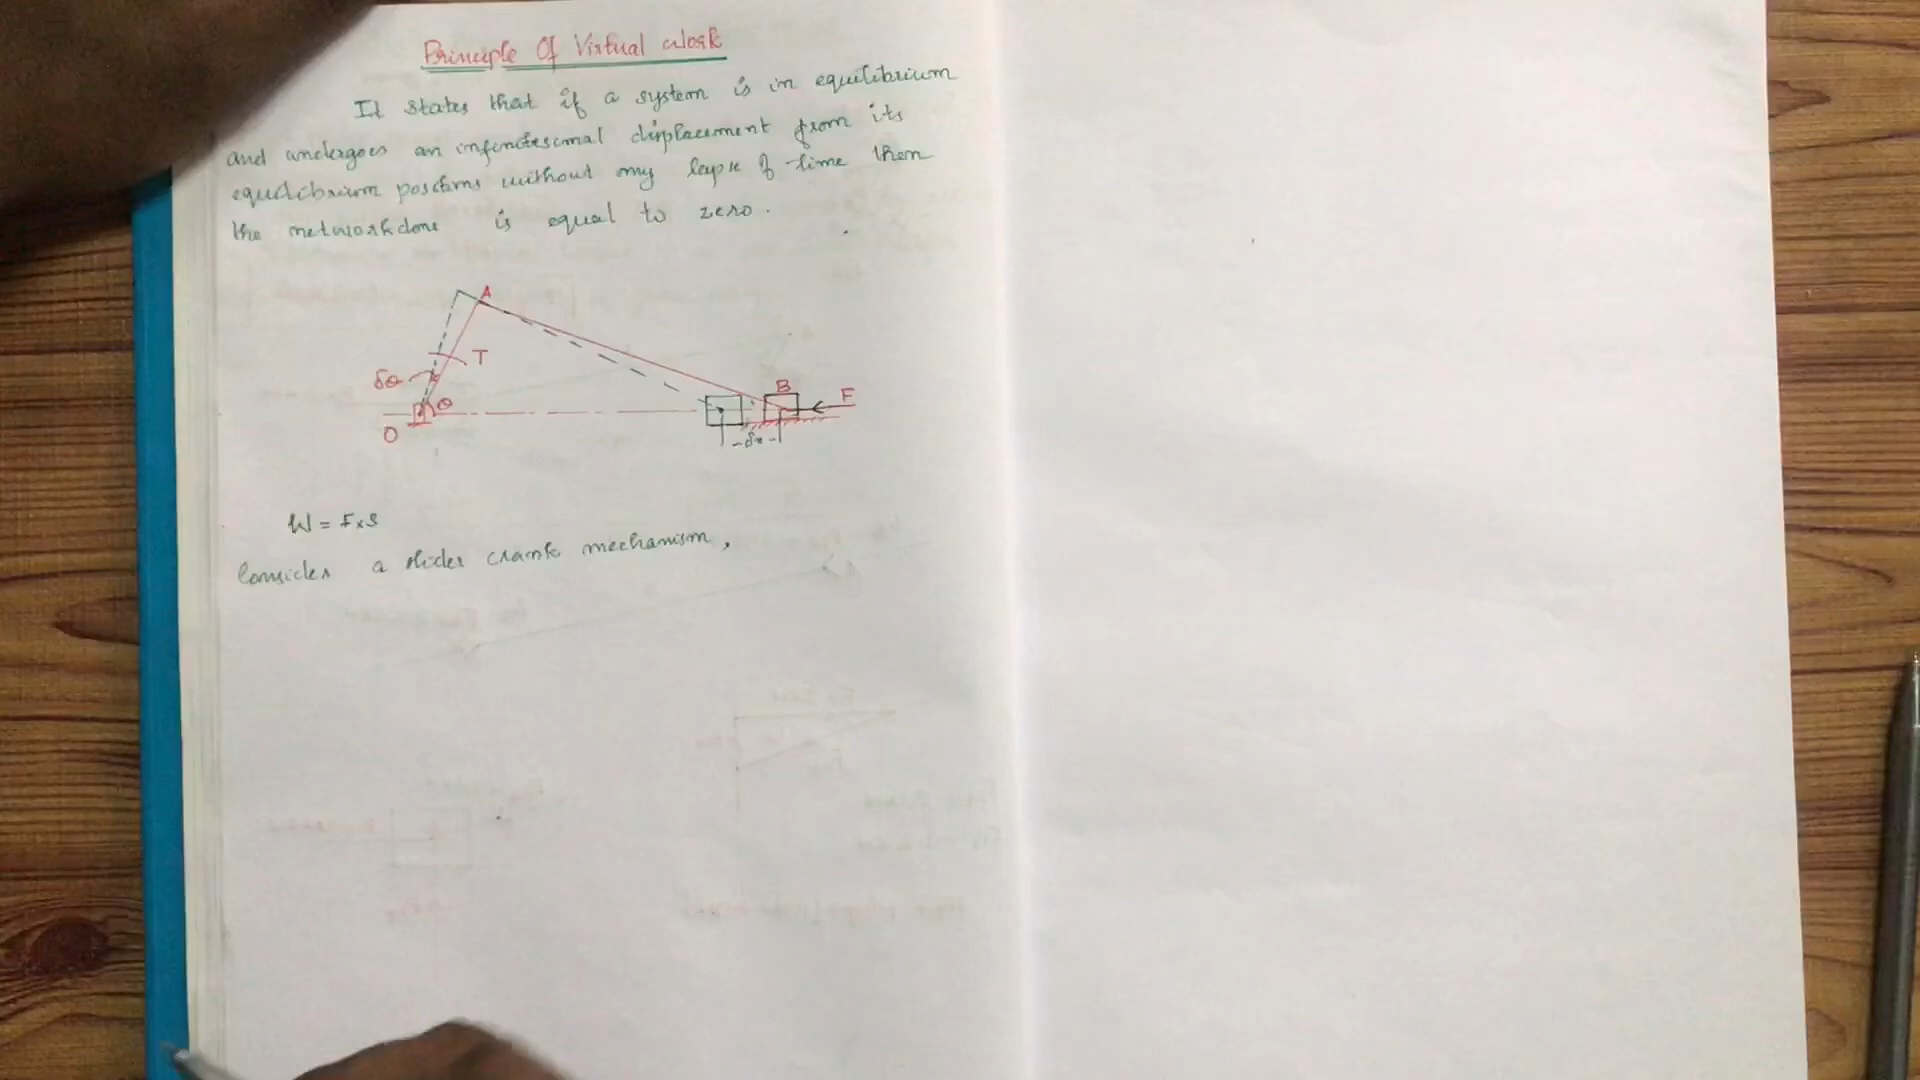 Principle Of Virtual Work
It states that if a system is in equilibrium
and undergoes an infinitesimal displacement from its
equilibrium positions without any lapse of time then
the network done is equal to zero.
A
T
δθ
θ
B
F
O
δx
W = F×S
Consider a slider crank mechanism,